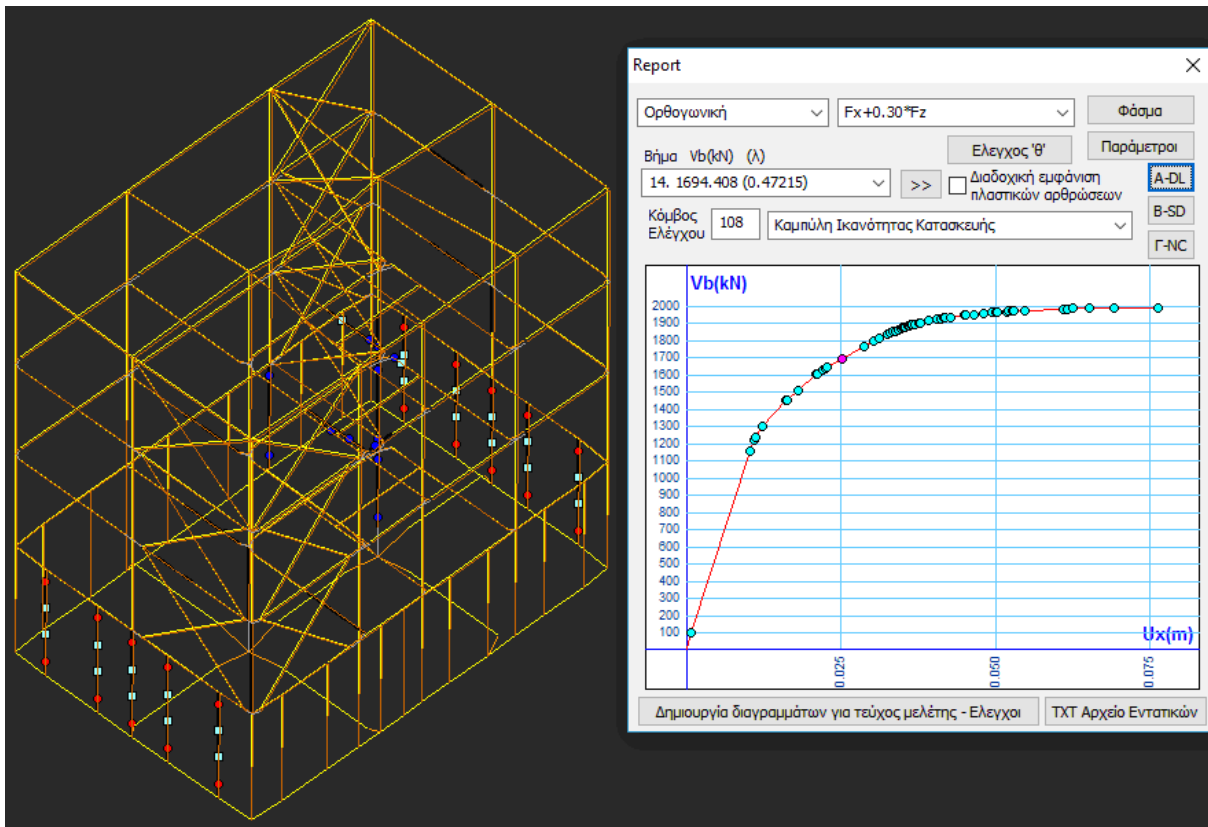 Report
Ορθογωνική
Fx+0.30*Fz
Φάσμα
Βήμα Vb(kN) (λ)
Ελεγχος 'θ'
Παράμετροι
14. 1694.408 (0.47215)
>>
Διαδοχική εμφάνιση
πλαστικών αρθρώσεων
A-DL
B-SD
Γ-NC
Κόμβος
Ελέγχου
108
Καμπύλη Ικανότητας Κατασκευής
Vb(kN)
2000
1900
1800
1700
1600
1500
1400
1300
1200
1100
1000
900
800
700
600
500
400
300
200
100
Ux(m)
0.025
0.050
0.075
Δημιουργία διαγραμμάτων για τεύχος μελέτης - Ελεγχοι
TXT Αρχείο Εντατικών